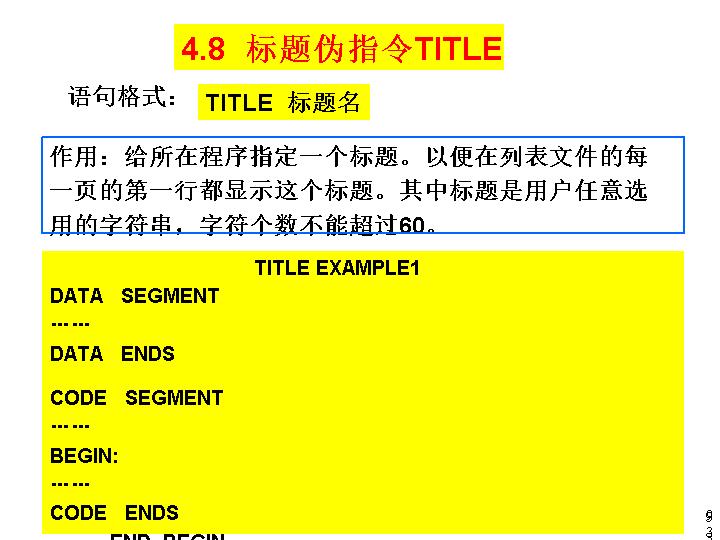 4.8 标题伪指令TITLE
语句格式： TITLE 标题名
作用：给所在程序指定一个标题。以便在列表文件的每
一页的第一行都显示这个标题。其中标题是用户任意选
用的字符串，字符个数不能超过60。
TITLE EXAMPLE1
DATA SEGMENT
……
DATA ENDS
CODE SEGMENT
……
BEGIN:
……
CODE ENDS
END BEGIN